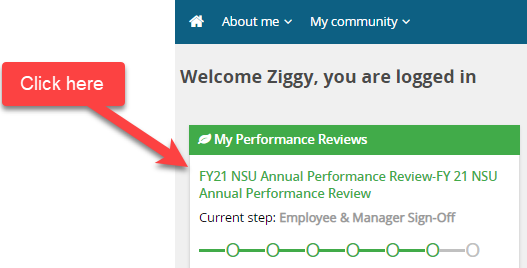 About me My community
Welcome Ziggy, you are logged in
Click here
My Performance Reviews
FY21 NSU Annual Performance Review-FY 21 NSU
Annual Performance Review
Current step: Employee & Manager Sign-Off